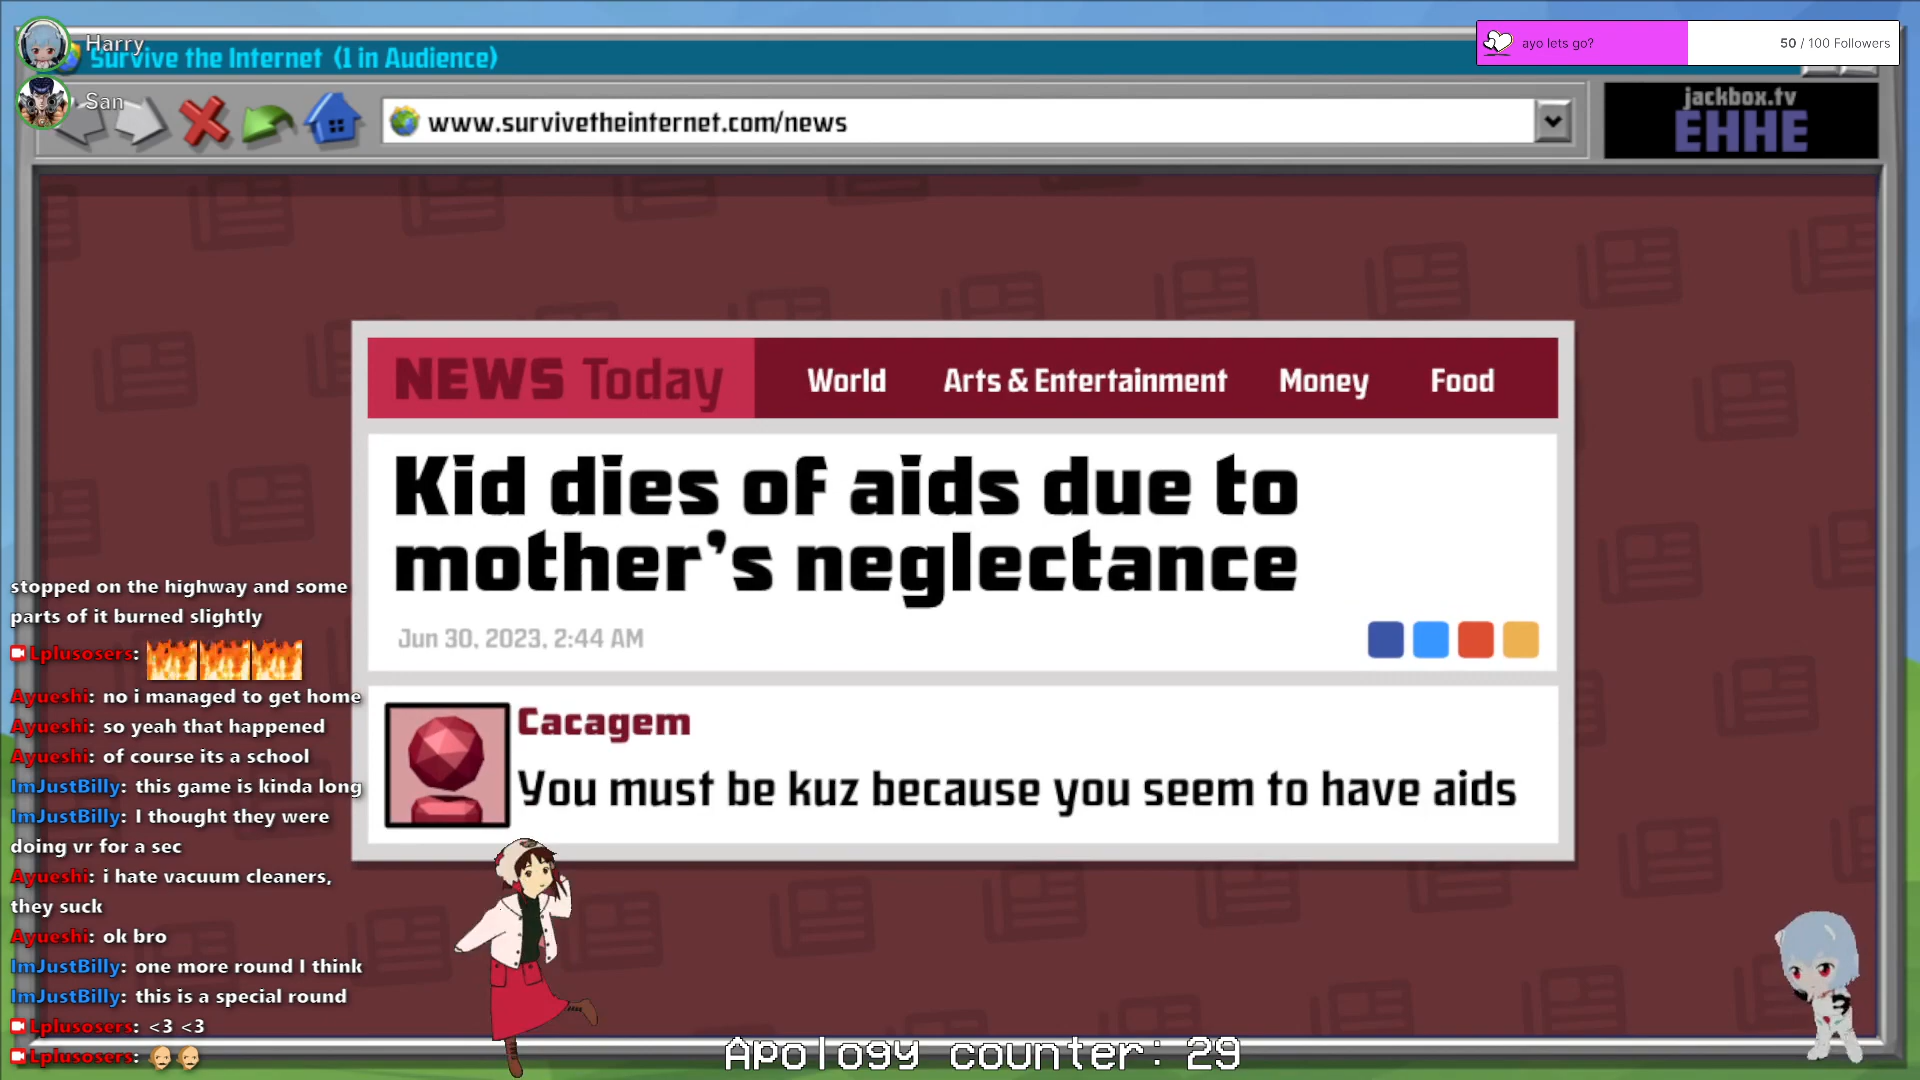 Harry
Survive the Internet (1 in Audience)
San
www.survivetheinternet.com/news
jackbox.tv
EHHE
ayo lets go?
50 / 100 Followers
NEWS Today
World
Arts & Entertainment
Money
Food
Kid dies of aids due to
mother's neglectance
Jun 30, 2023, 2:44 AM
Cacagem
You must be kuz because you seem to have aids
stopped on the highway and some
parts of it burned slightly
Lplusosers:
Ayueshi: no i managed to get home
Ayueshi: so yeah that happened
Ayueshi: of course its a school
ImJustBilly: this game is kinda long
ImJustBilly: I thought they were
doing vr for a sec
Ayueshi: i hate vacuum cleaners,
they suck
Ayueshi: ok bro
ImJustBilly: one more round I think
ImJustBilly: this is a special round
Lplusosers: <3 <3
Lplusosers:
Apology counter: 29